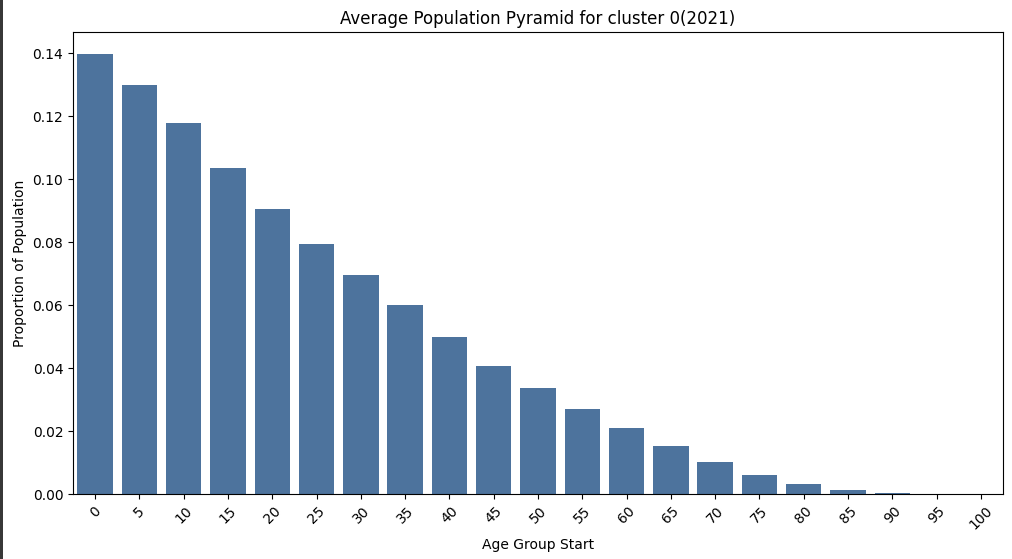 Average Population Pyramid for cluster 0(2021)
Proportion of Population
0.14
0.12
0.10
0.08
0.06
0.04
0.02
0.00
0 5 10 15 20 25 30 35 40 45 50 55 60 65 70 75 80 85 90 95 100
Age Group Start